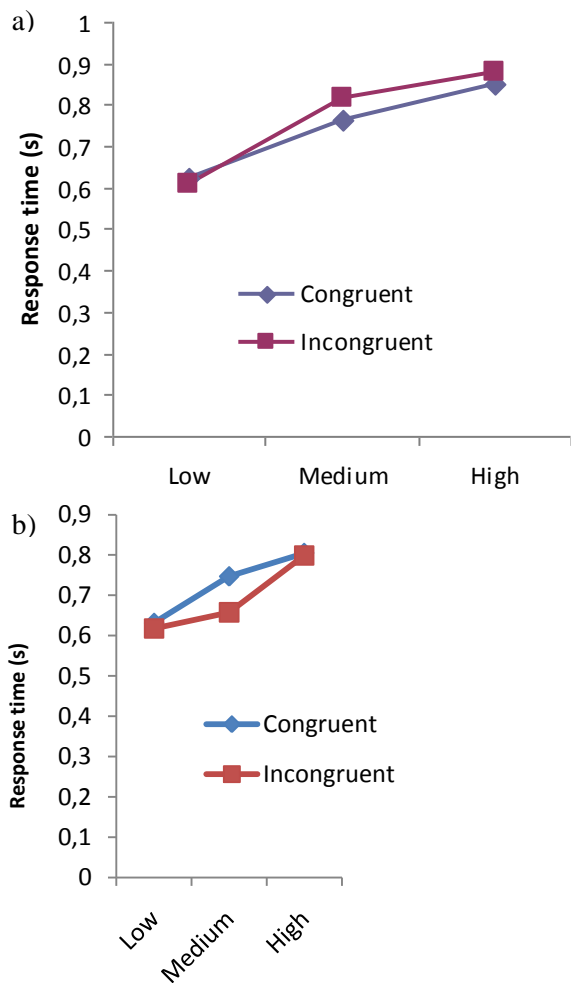 a)
1
0,9
0,8
0,7
0,6
0,5
0,4
0,3
0,2
0,1
0
Response time (s)
Congruent
Incongruent
Low Medium High
b)
0,9
0,8
0,7
0,6
0,5
0,4
0,3
0,2
0,1
0
Response time (s)
Congruent
Incongruent
Low Medium High